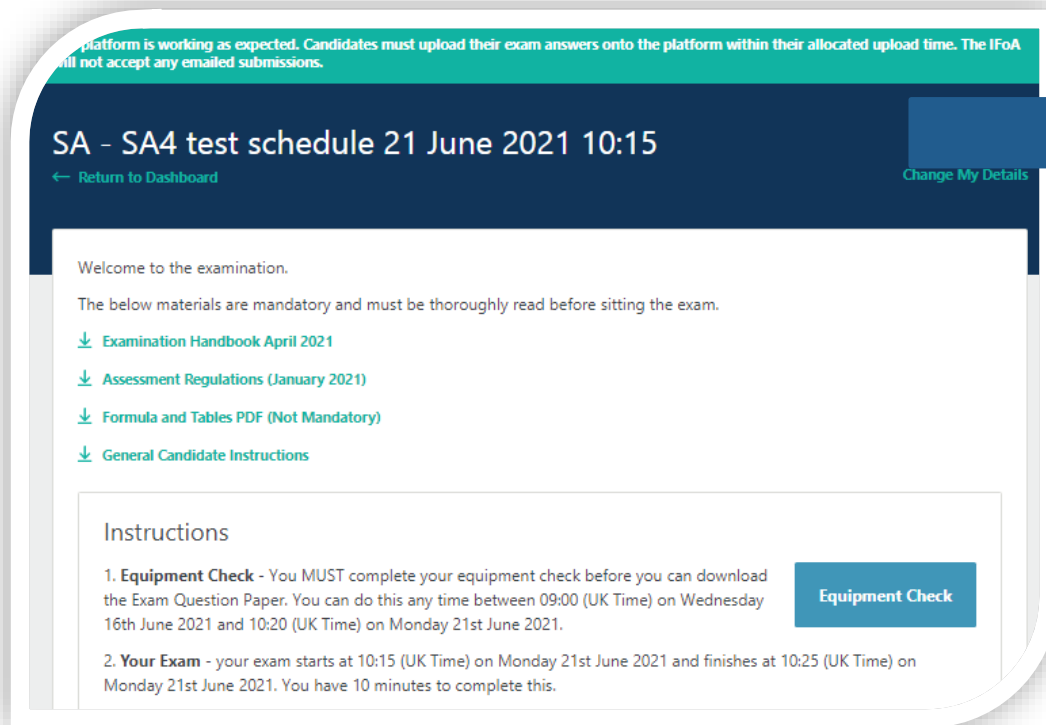 platform is working as expected. Candidates must upload their exam answers onto the platform within their allocated upload time. The IFoA
not accept any emailed submissions.
SA - SA4 test schedule 21 June 2021 10:15
← Return to Dashboard
Change My Details
Welcome to the examination.
The below materials are mandatory and must be thoroughly read before sitting the exam.
Examination Handbook April 2021
Assessment Regulations (January 2021)
Formula and Tables PDF (Not Mandatory)
General Candidate Instructions
Instructions
1. Equipment Check - You MUST complete your equipment check before you can download
the Exam Question Paper. You can do this any time between 09:00 (UK Time) on Wednesday
16th June 2021 and 10:20 (UK Time) on Monday 21st June 2021.
Equipment Check
2. Your Exam - your exam starts at 10:15 (UK Time) on Monday 21st June 2021 and finishes at 10:25 (UK Time) on
Monday 21st June 2021. You have 10 minutes to complete this.